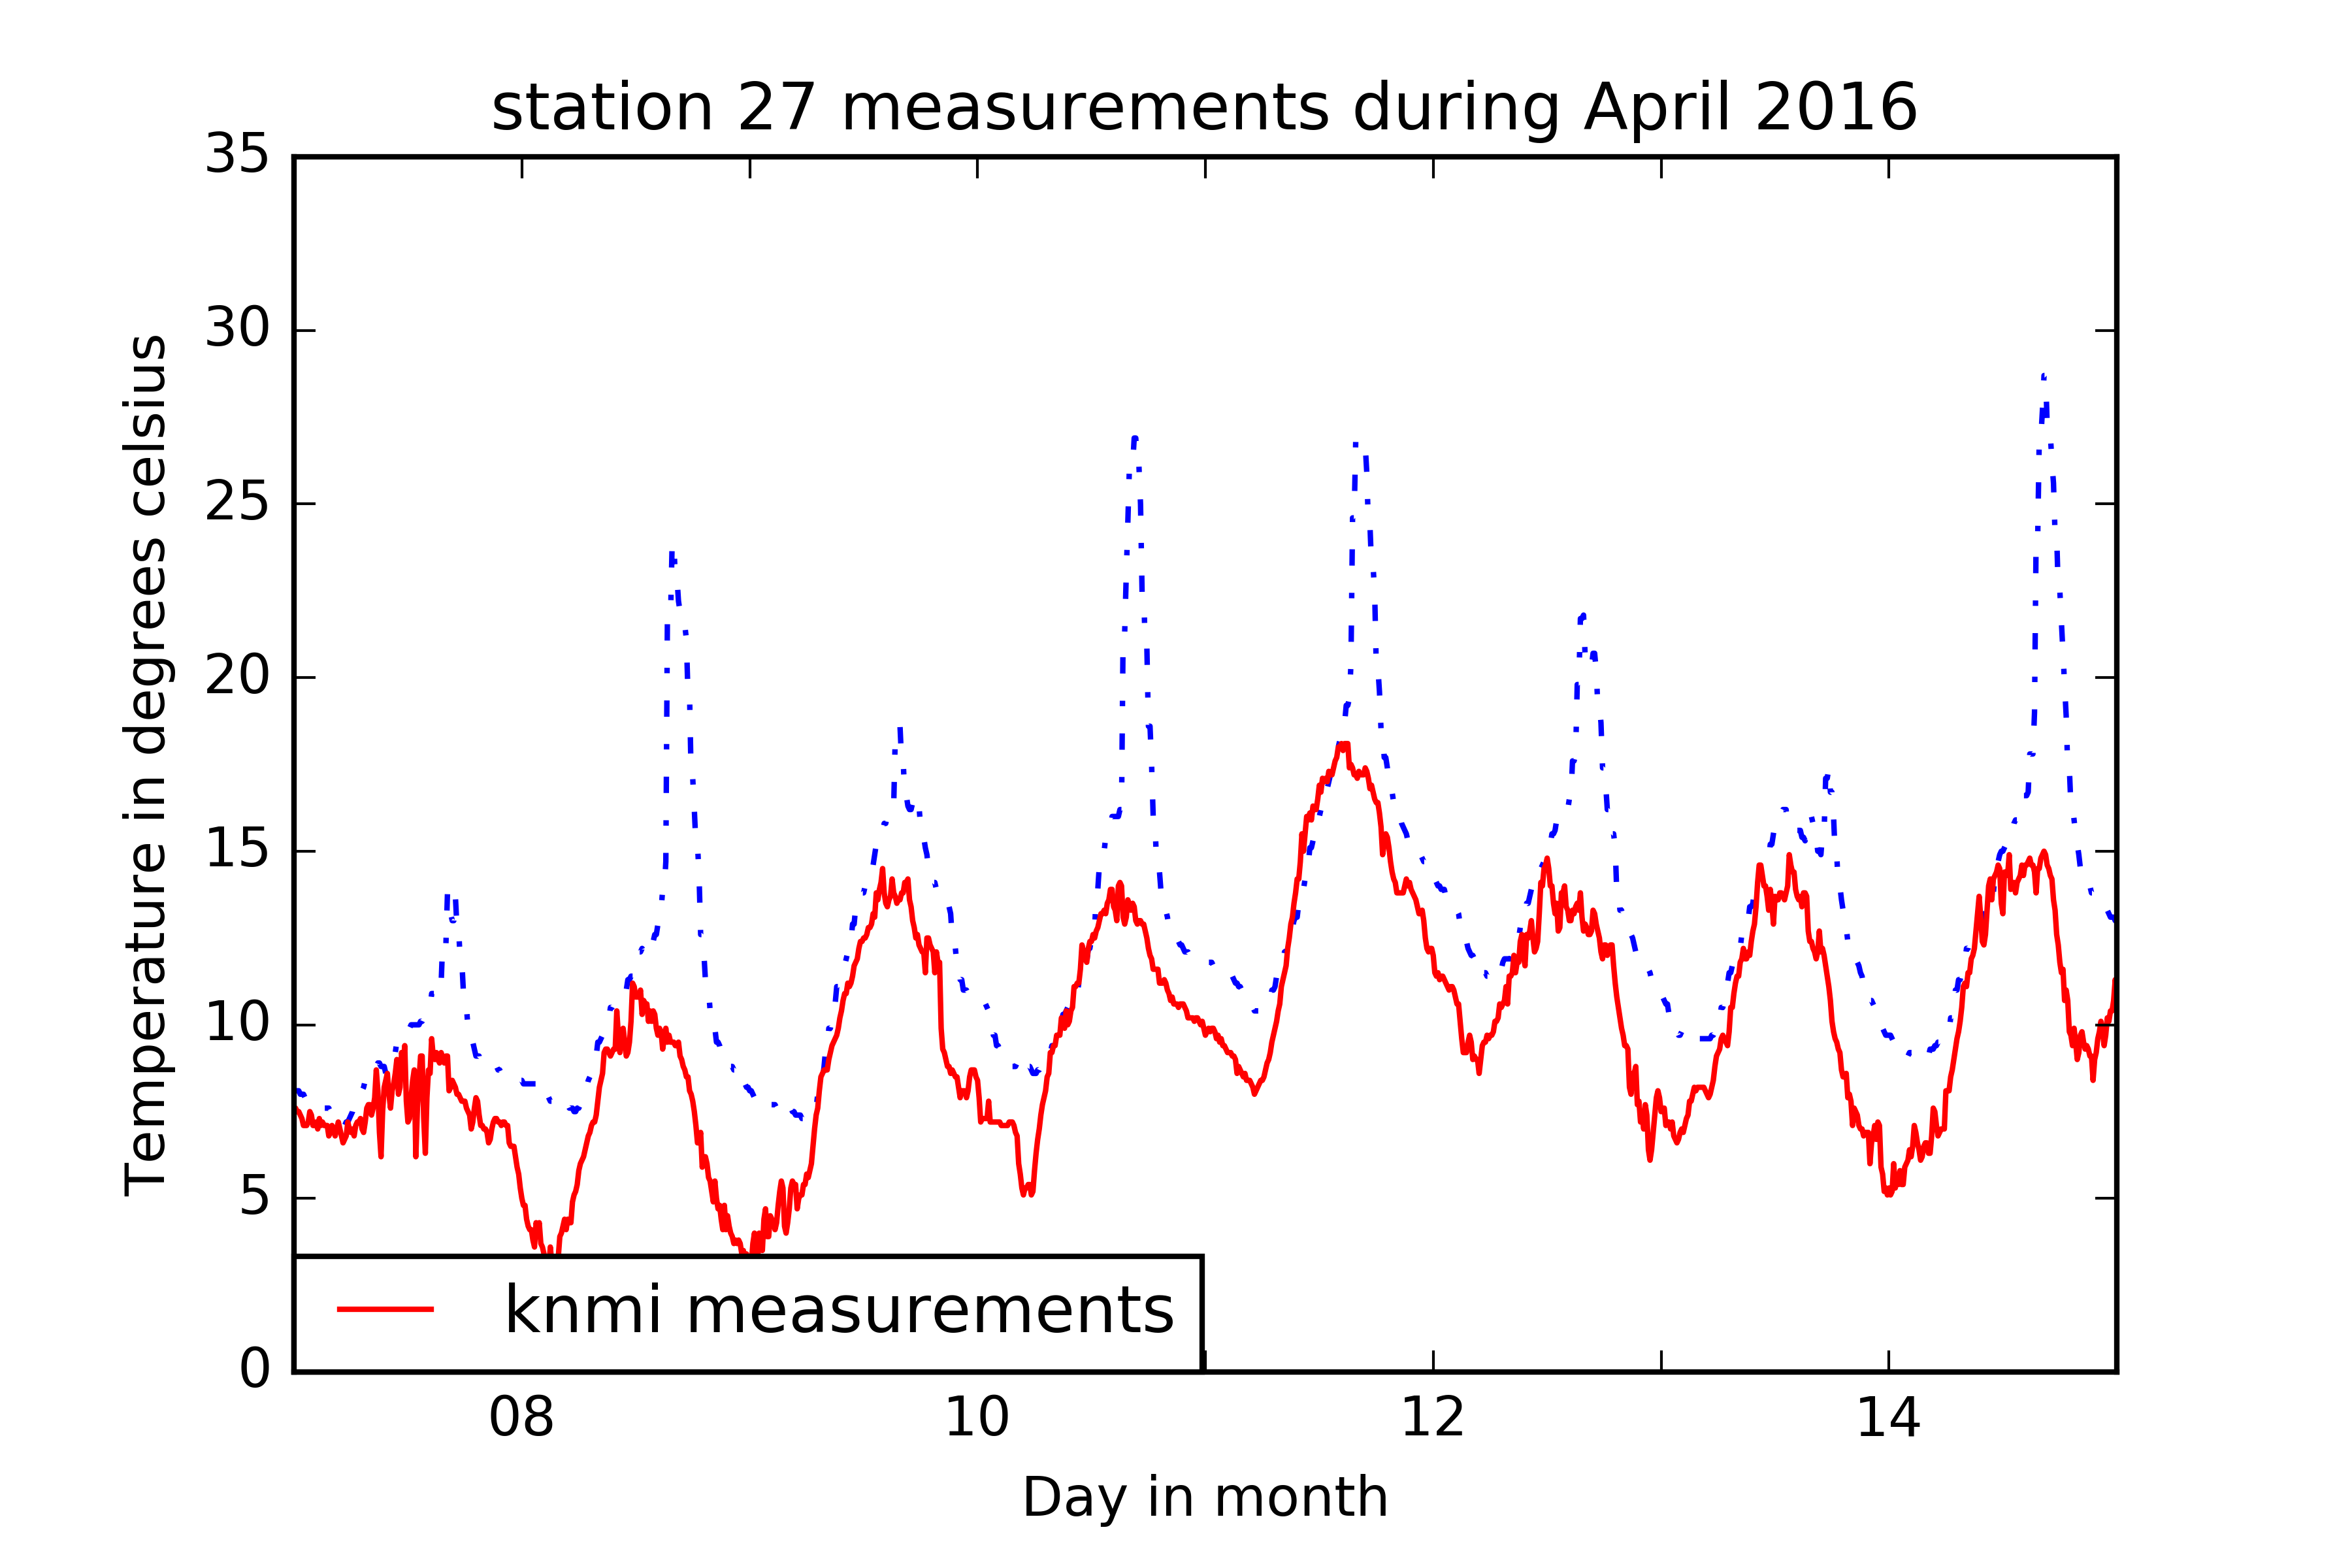 station 27 measurements during April 2016
35
30
25
20
15
10
5
0
Temperature in degrees celsius
knmi measurements
08 10 12 14
Day in month